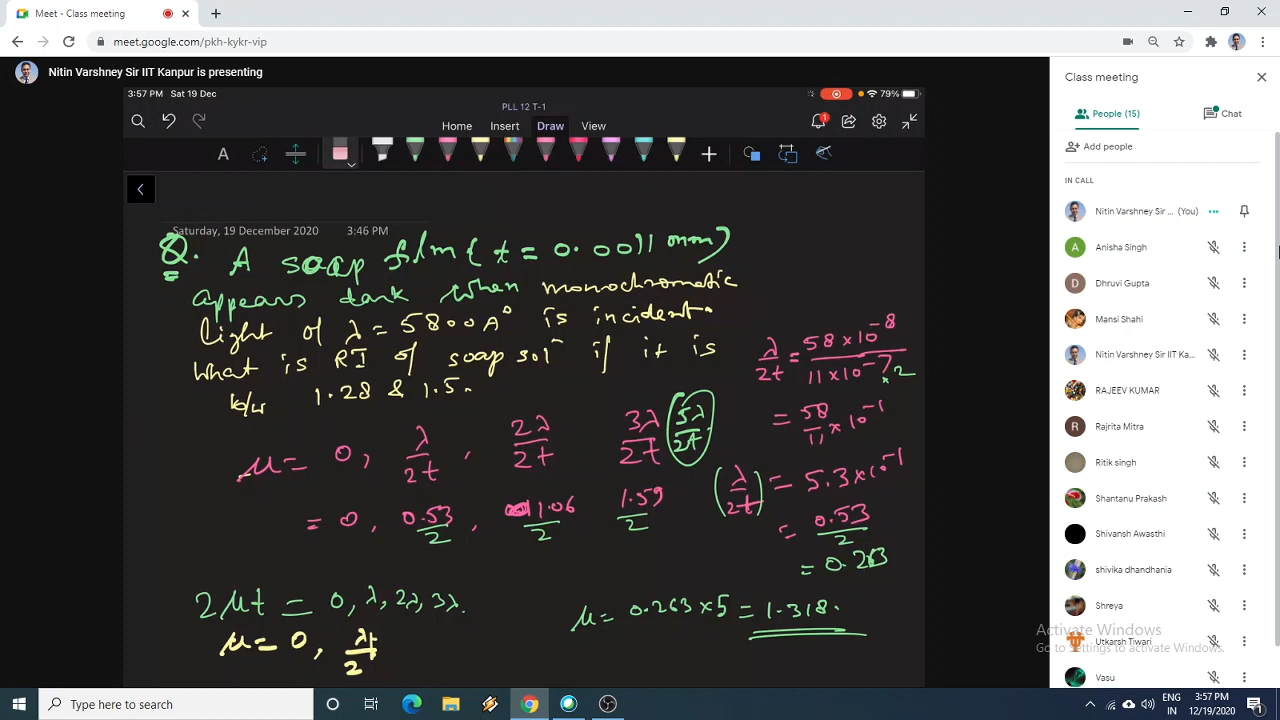 Meet - Class meeting
meet.google.com/pkh-kykr-vip
Nitin Varshney Sir IIT Kanpur is presenting
Class meeting
3:57 PM Sat 19 Dec
79%
PLL 12 T-1
Home Insert Draw View
1
People (15)
Chat
Add people
IN CALL
Nitin Varshney Sir ... (You)
Anisha Singh
Dhruvi Gupta
Mansi Shahi
Nitin Varshney Sir IIT Ka...
RAJEEV KUMAR
Rajrita Mitra
Ritik singh
Shantanu Prakash
Shivansh Awasthi
shivika dhandhania
Shreya
Utkarsh Tiwari
Vasu
Saturday, 19 December 2020 3:46 PM
Q. A soap film { t = 0.0011 mm)
appears dark when monochromatic
light of λ = 5800A° is incident.
What is RI of soap solⁿ if it is
b/w 1.28 & 1.5.
μ = 0, λ/2t, 2λ/2t 3λ/2t 5λ/2t
= 0, 0.53/2, 1.06/2 1.59/2
2μt = 0, λ, 2λ, 3λ.
μ = 0, λ/2t
λ/2t = 58×10⁻⁸/11×10⁻⁷×2
= 58/11 × 10⁻¹
(λ/2t) = 5.3×10⁻¹
= 0.53/2
= 0.263
μ = 0.263 × 5 = 1.318.
Activate Windows
Go to Settings to activate Windows.
Type here to search
ENG
IN
3:57 PM
12/19/2020